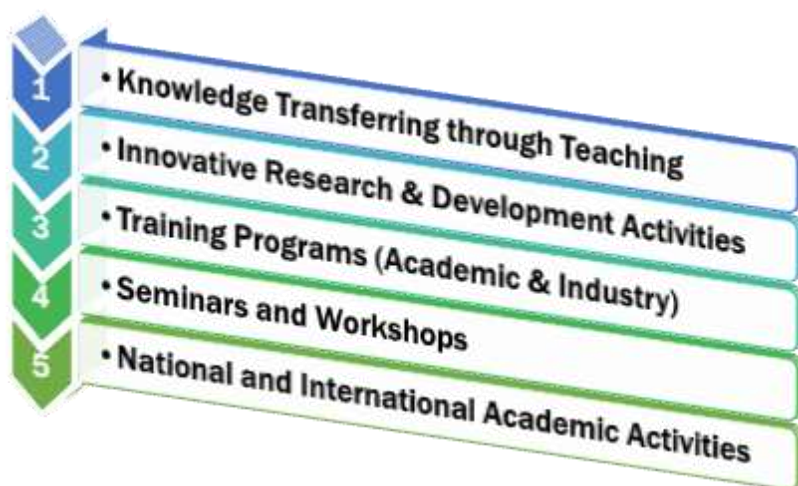 1
• Knowledge Transferring through Teaching
2
• Innovative Research & Development Activities
3
• Training Programs (Academic & Industry)
4
• Seminars and Workshops
5
• National and International Academic Activities